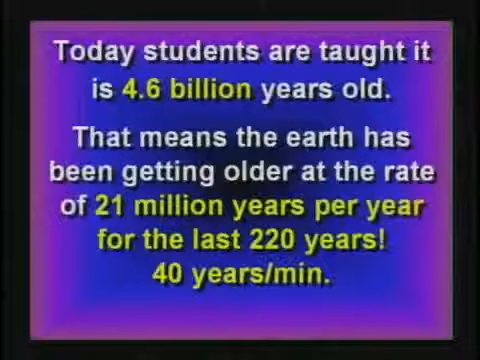 Today students are taught it
is 4.6 billion years old.
That means the earth has
been getting older at the rate
of 21 million years per year
for the last 220 years!
40 years/min.